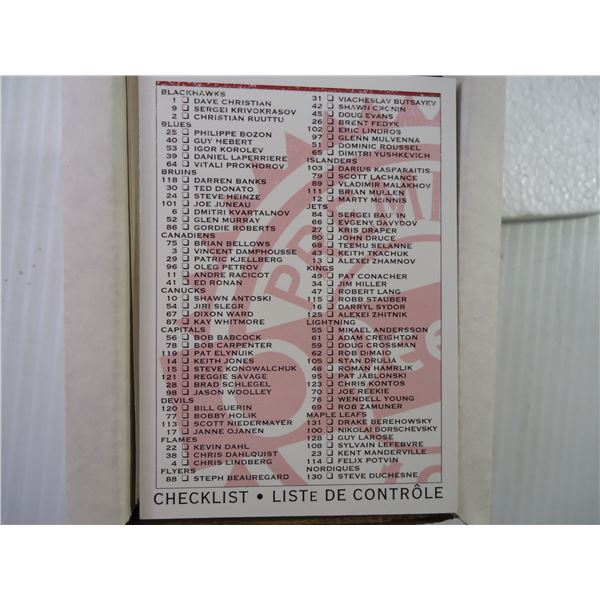 BLACKHAWKS
1 ☐ DAVE CHRISTIAN
9 ☐ SERGEI KRIVOKRASOV
2 ☐ CHRISTIAN RUUTTU
BLUES
25 ☐ PHILIPPE BOZON
40 ☐ GUY HEBERT
53 ☐ IGOR KOROLEV
39 ☐ DANIEL LAPERRIERE
64 ☐ VITALI PROKHOROV
BRUINS
118 ☐ DARREN BANKS
30 ☐ TED DONATO
24 ☐ STEVE HEINZE
101 ☐ JOE JUNEAU
6 ☐ DMITRI KVARTALNOV
52 ☐ GLEN MURRAY
86 ☐ GORDIE ROBERTS
CANADIENS
75 ☐ BRIAN BELLOWS
3 ☐ VINCENT DAMPHOUSSE
29 ☐ PATRIC KJELLBERG
96 ☐ OLEG PETROV
11 ☐ ANDRE RACICOT
41 ☐ ED RONAN
CANUCKS
10 ☐ SHAWN ANTOSKI
54 ☐ JIRI SLEGR
67 ☐ DIXON WARD
87 ☐ KAY WHITMORE
CAPITALS
56 ☐ BOB BABCOCK
78 ☐ BOB CARPENTER
119 ☐ PAT ELYNUIK
14 ☐ KEITH JONES
15 ☐ STEVE KONOWALCHUK
121 ☐ REGGIE SAVAGE
28 ☐ BRAD SCHLEGEL
98 ☐ JASON WOOLLEY
DEVILS
120 ☐ BILL GUERIN
77 ☐ BOBBY HOLIK
113 ☐ SCOTT NIEDERMAYER
17 ☐ JANNE OJANEN
FLAMES
22 ☐ KEVIN DAHL
38 ☐ CHRIS DAHLQUIST
4 ☐ CHRIS LINDBERG
FLYERS
88 ☐ STEPH BEAUREGARD
31 ☐ VIACHESLAV BUTSAYEV
42 ☐ SHAWN CRONIN
45 ☐ DOUG EVANS
26 ☐ BRENT FEDYK
102 ☐ ERIC LINDROS
97 ☐ GLENN MULVENNA
51 ☐ DOMINIC ROUSSEL
65 ☐ DIMITRI YUSHKEVICH
ISLANDERS
103 ☐ DARIUS KASPARAITIS
79 ☐ SCOTT LACHANCE
89 ☐ VLADIMIR MALAKHOV
111 ☐ BRIAN MULLEN
12 ☐ MARTY McINNIS
JETS
84 ☐ SERGEI BAU IN
66 ☐ EVGENY DAVYDOV
27 ☐ KRIS DRAPER
80 ☐ JOHN DRUCE
68 ☐ TEEMU SELANNE
43 ☐ KEITH TKACHUK
13 ☐ ALEXEI ZHAMNOV
KINGS
49 ☐ PAT CONACHER
34 ☐ JIM HILLER
47 ☐ ROBERT LANG
115 ☐ ROBB STAUBER
16 ☐ DARRYL SYDOR
125 ☐ ALEXEI ZHITNIK
LIGHTNING
55 ☐ MIKAEL ANDERSSON
61 ☐ ADAM CREIGHTON
59 ☐ DOUG CROSSMAN
62 ☐ ROB DIMAIO
105 ☐ STAN DRULIA
46 ☐ ROMAN HAMRLIK
95 ☐ PAT JABLONSKI
123 ☐ CHRIS KONTOS
70 ☐ JOE REEKIE
76 ☐ WENDELL YOUNG
69 ☐ ROB ZAMUNER
MAPLE LEAFS
131 ☐ DRAKE BEREHOWSKY
100 ☐ NIKOLAI BORSCHEVSKY
128 ☐ GUY LAROSE
108 ☐ SYLVAIN LEFEBVRE
23 ☐ KENT MANDERVILLE
114 ☐ FELIX POTVIN
NORDIQUES
130 ☐ STEVE DUCHESNE
CHECKLIST • LISTE DE CONTRÔLE